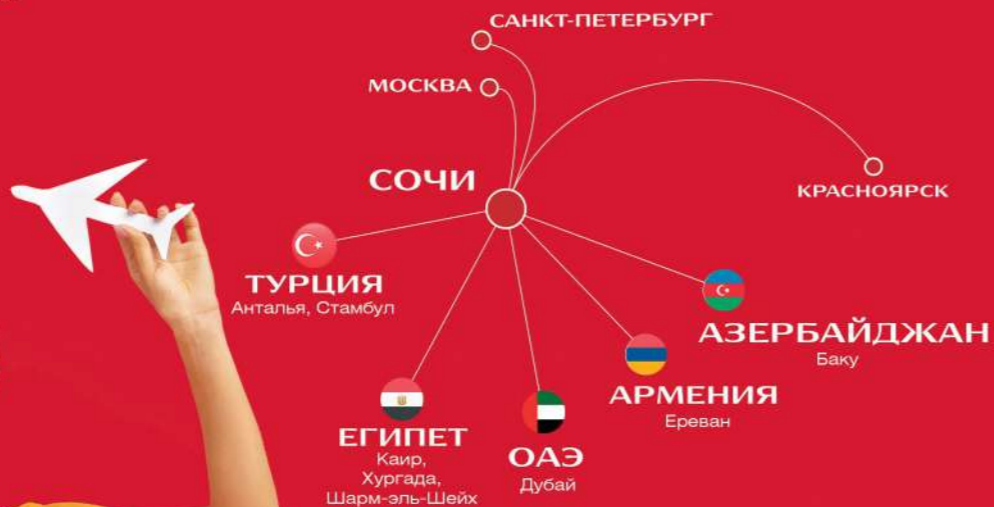 САНКТ-ПЕТЕРБУРГ
МОСКВА
СОЧИ
КРАСНОЯРСК
ТУРЦИЯ
Анталья, Стамбул
АЗЕРБАЙДЖАН
Баку
АРМЕНИЯ
Ереван
ЕГИПЕТ
Каир,
Хургада,
Шарм-эль-Шейх
ОАЭ
Дубай